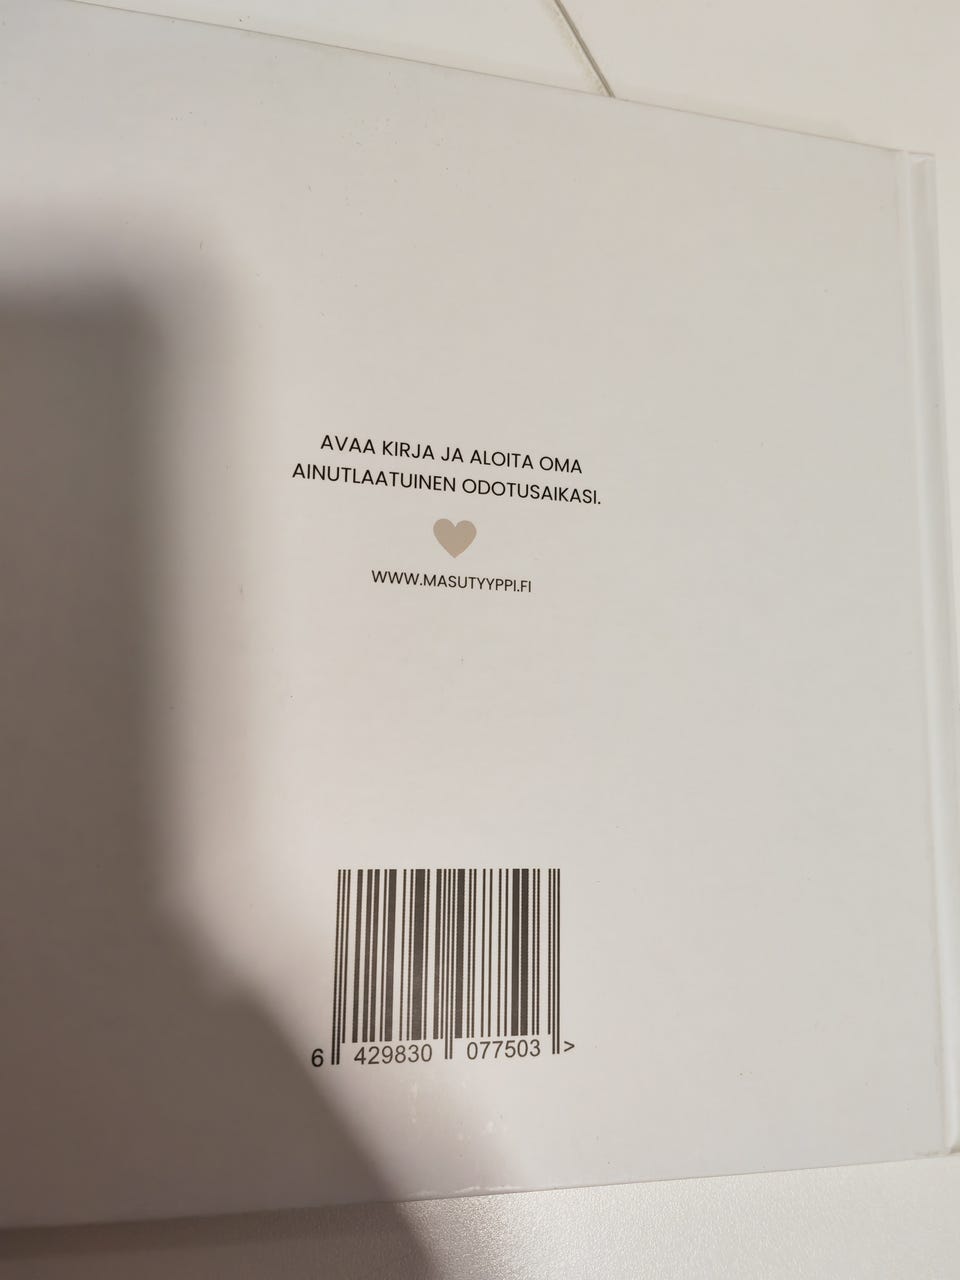 AVAA KIRJA JA ALOITA OMA
AINUTLAATUINEN ODOTUSAIKASI.
WWW.MASUTYYPPI.FI
6 429830 077503 >